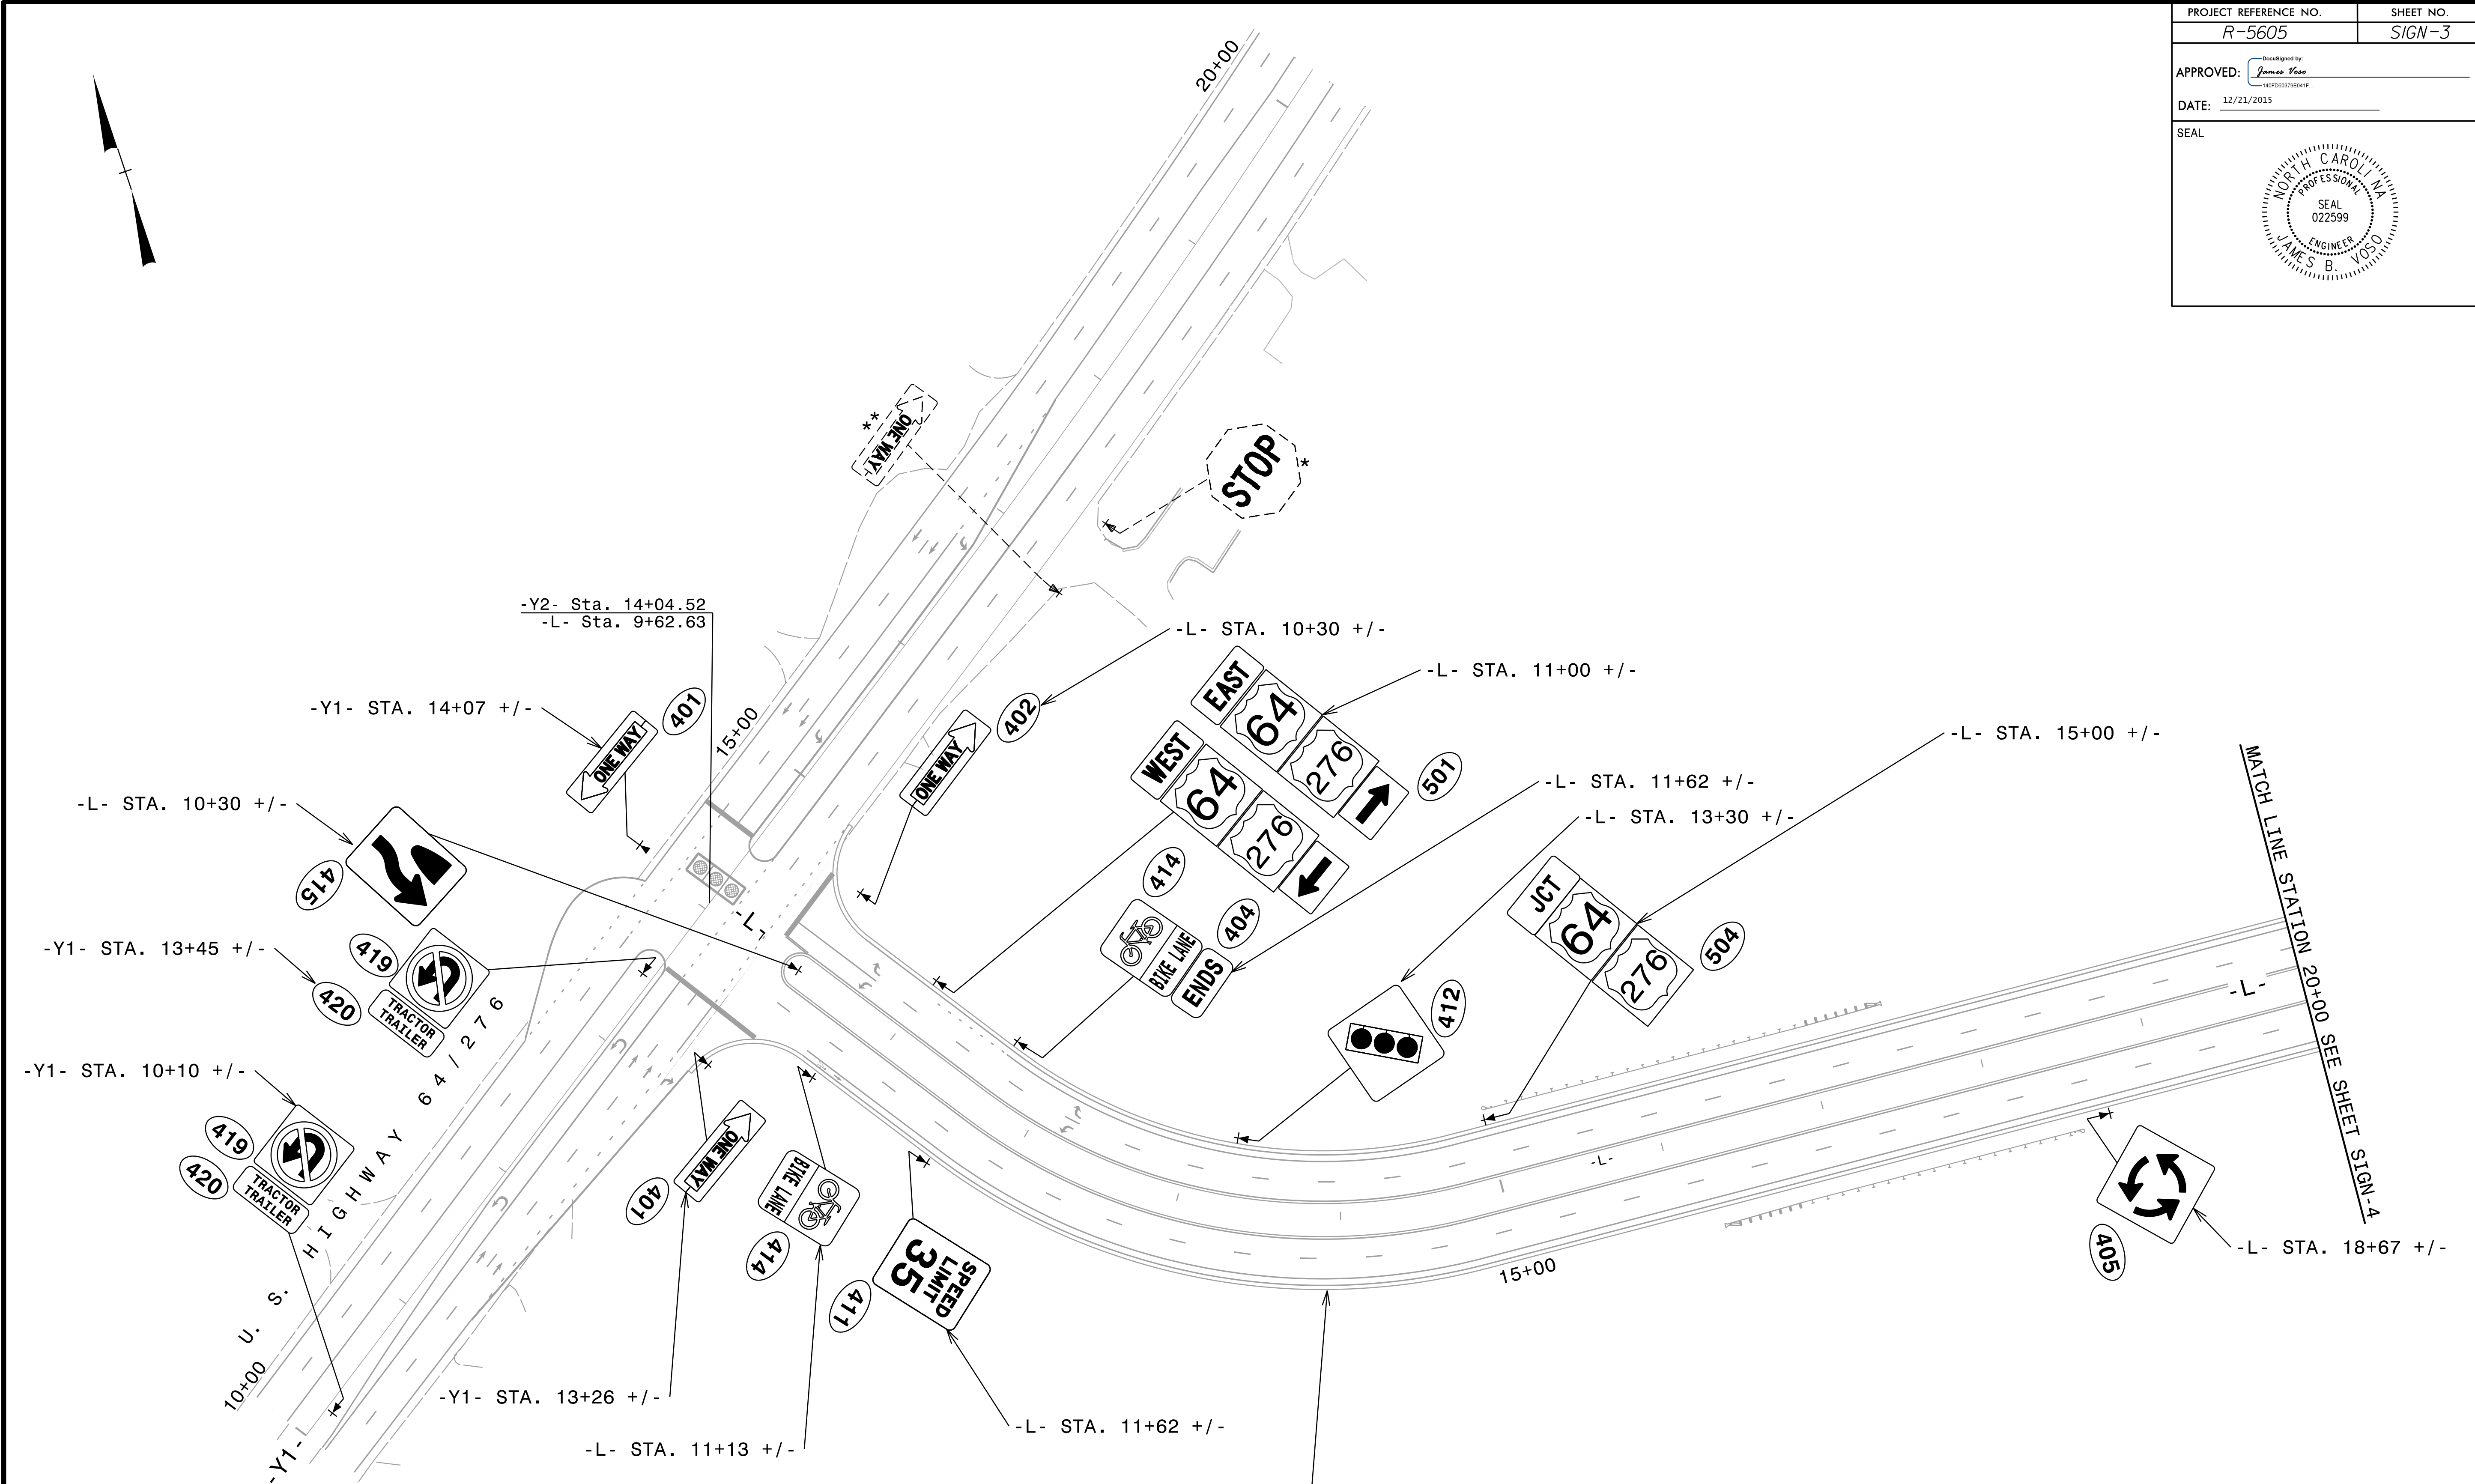 PROJECT REFERENCE NO.
SHEET NO.
R-5605
SIGN-3
DocuSigned by:
APPROVED:
James Voso
140FD60379E041F...
DATE:
12/21/2015
SEAL
NORTH CAROLINA
PROFESSIONAL
SEAL
022599
ENGINEER
JAMES B. VOSO
20+00
**
ONE WAY
STOP
*
-Y2- Sta. 14+04.52
-L- Sta. 9+62.63
-L- STA. 10+30 +/-
-L- STA. 11+00 +/-
-Y1- STA. 14+07 +/-
401
ONE WAY
15+00
402
ONE WAY
EAST
64
276
WEST
64
276
501
-L- STA. 15+00 +/-
-L- STA. 11+62 +/-
-L- STA. 13+30 +/-
-L- STA. 10+30 +/-
415
-L-
414
BIKE LANE
404
ENDS
JCT
64
276
504
412
MATCH LINE STATION 20+00 SEE SHEET SIGN-4
-L-
-Y1- STA. 13+45 +/-
419
420
TRACTOR
TRAILER
-Y1- STA. 10+10 +/-
419
420
TRACTOR
TRAILER
U. S. HIGHWAY 64/276
401
ONE WAY
BIKE LANE
414
SPEED
LIMIT
35
411
-L-
15+00
405
-L- STA. 18+67 +/-
10+00
-Y1-
-Y1- STA. 13+26 +/-
-L- STA. 11+62 +/-
-L- STA. 11+13 +/-